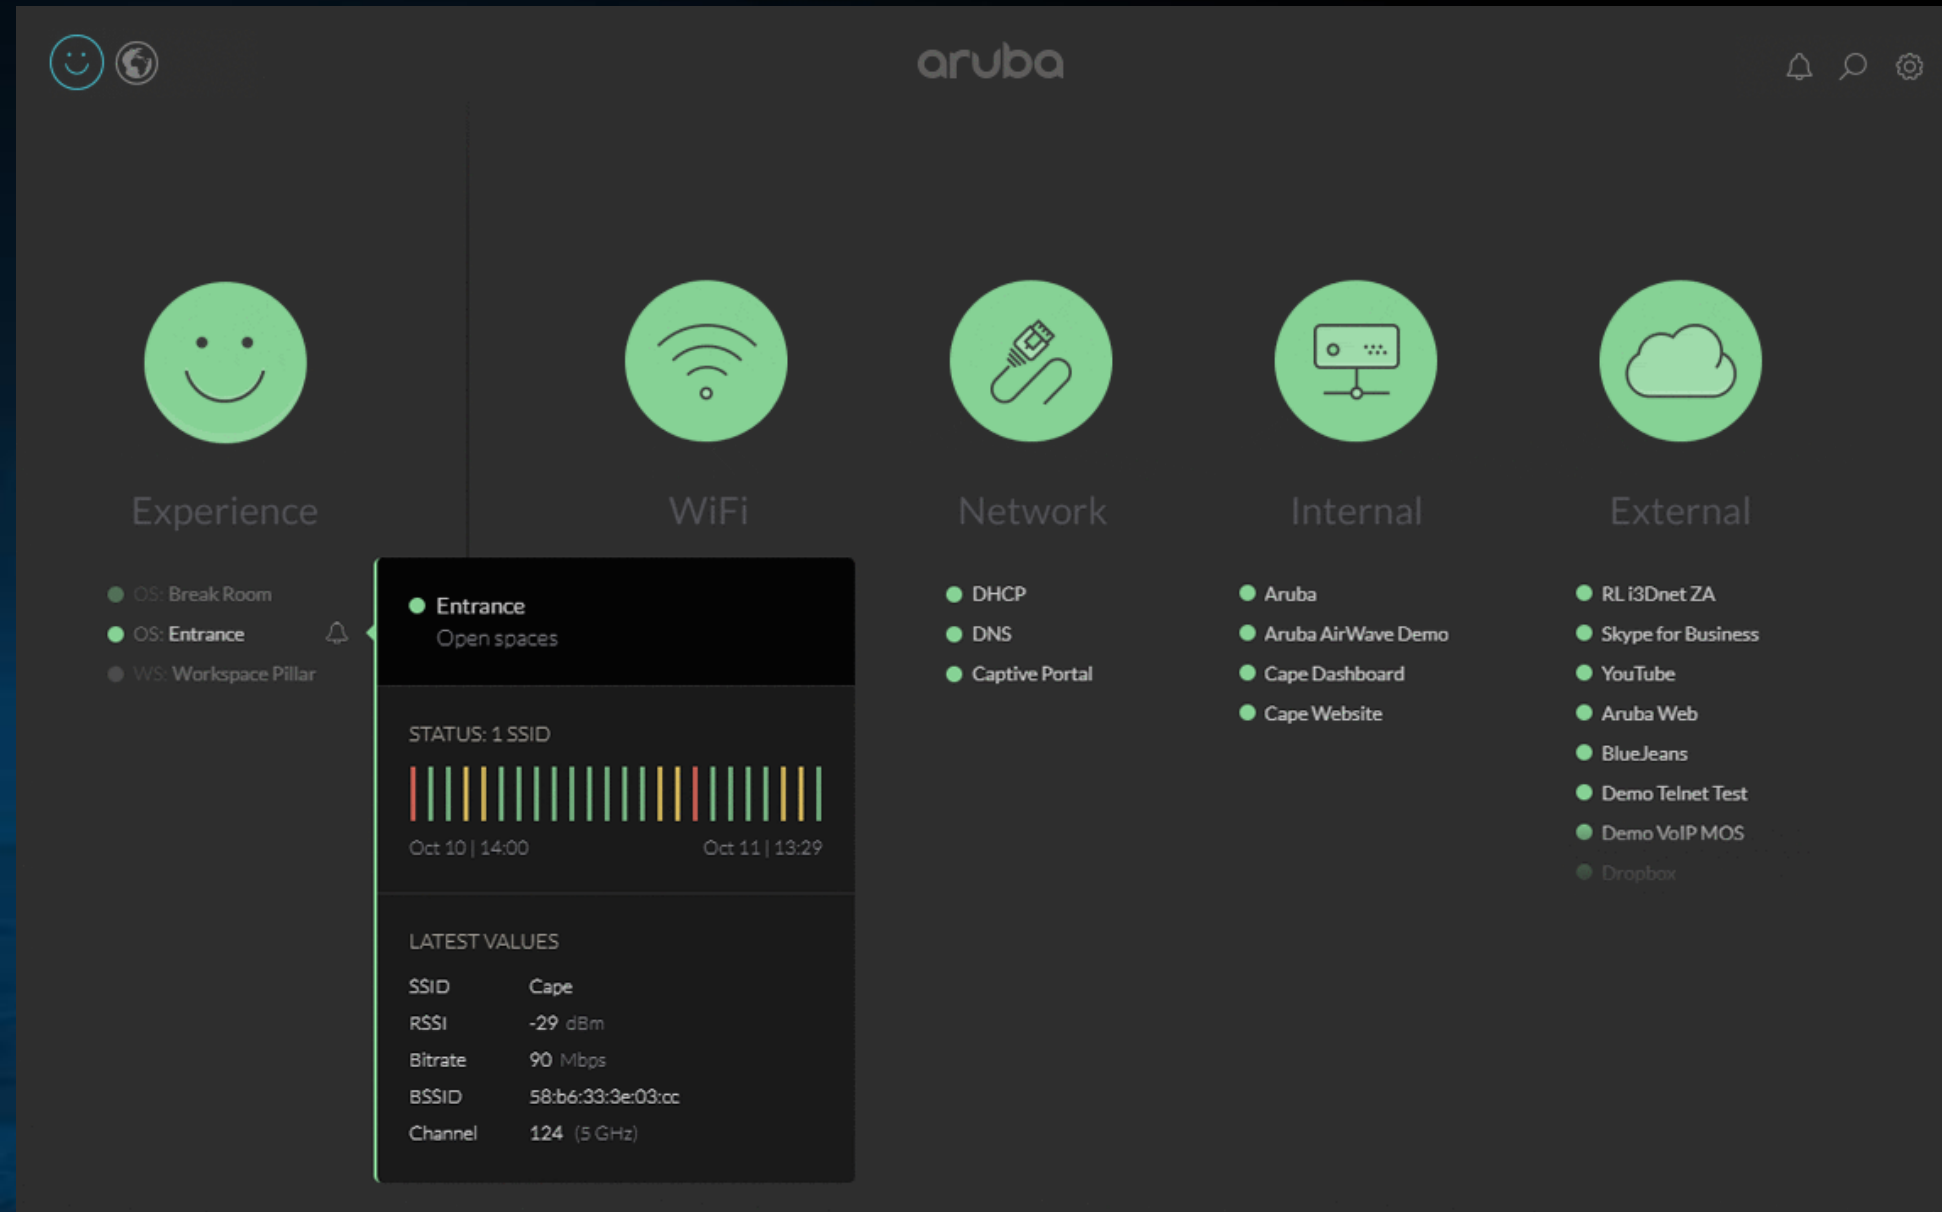 aruba
Experience
WiFi
Network
Internal
External
OS: Break Room
OS: Entrance
WS: Workspace Pillar
Entrance
Open spaces
STATUS: 1 SSID
Oct 10 | 14:00
Oct 11 | 13:29
LATEST VALUES
SSID Cape
RSSI -29 dBm
Bitrate 90 Mbps
BSSID 58:b6:33:3e:03:cc
Channel 124 (5 GHz)
DHCP
DNS
Captive Portal
Aruba
Aruba AirWave Demo
Cape Dashboard
Cape Website
RL i3Dnet ZA
Skype for Business
YouTube
Aruba Web
BlueJeans
Demo Telnet Test
Demo VoIP MOS
Dropbox